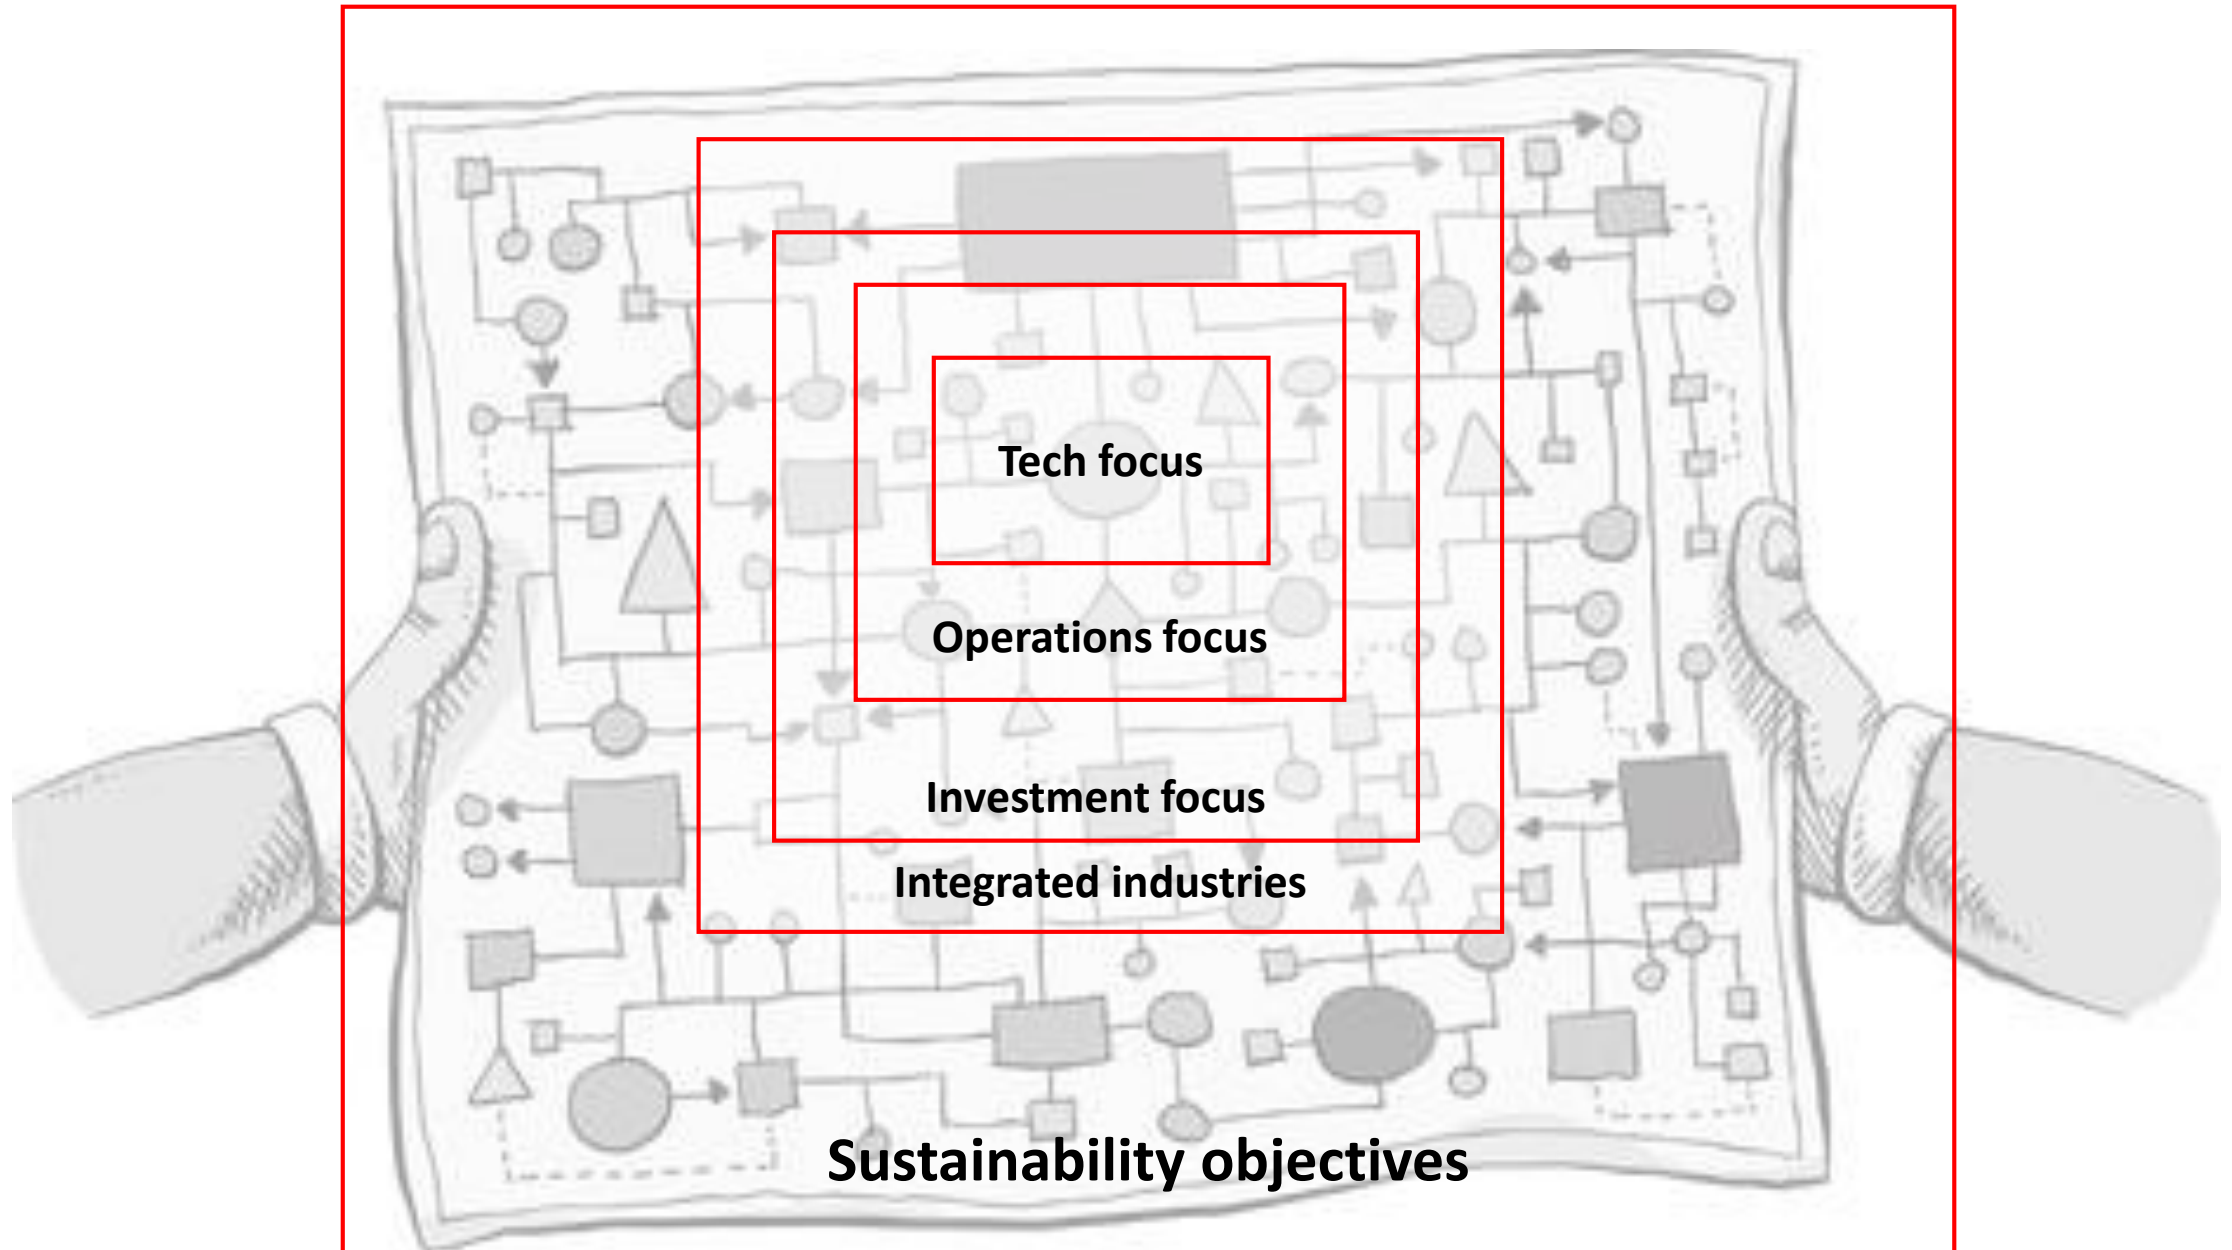 Tech focus
Operations focus
Investment focus
Integrated industries
Sustainability objectives